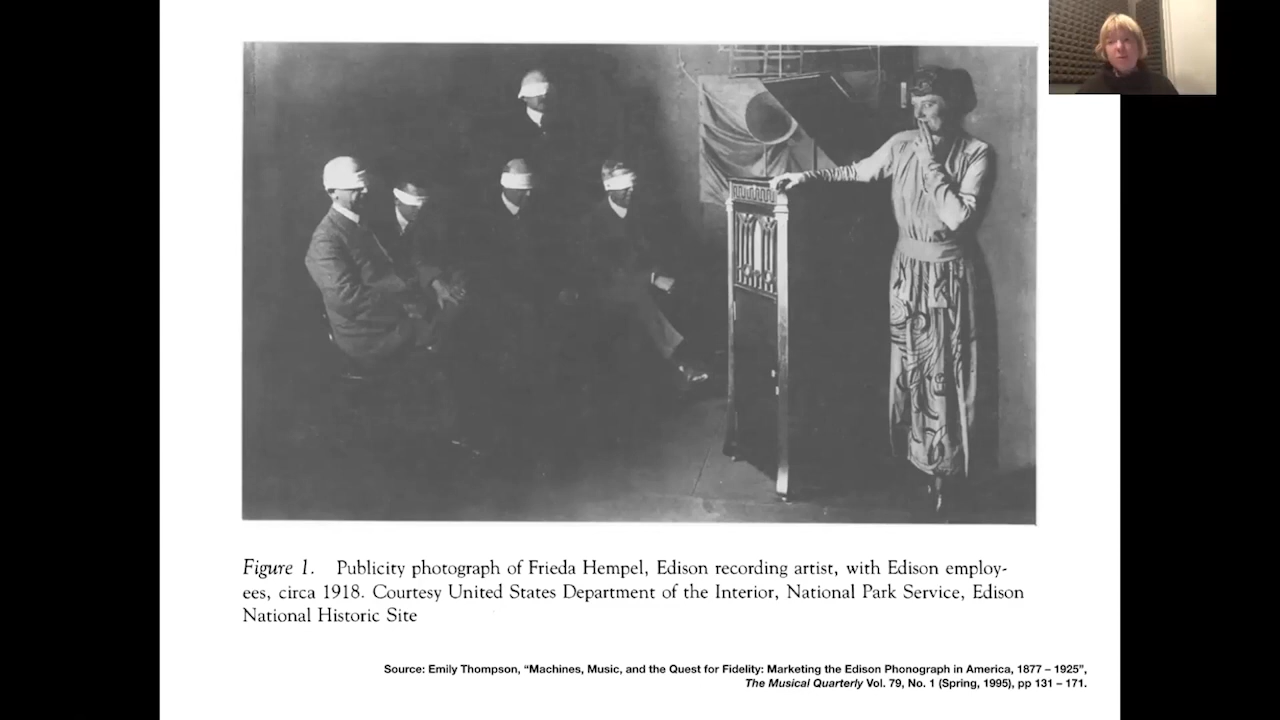 Figure 1. Publicity photograph of Frieda Hempel, Edison recording artist, with Edison employ-
ees, circa 1918. Courtesy United States Department of the Interior, National Park Service, Edison
National Historic Site
Source: Emily Thompson, “Machines, Music, and the Quest for Fidelity: Marketing the Edison Phonograph in America, 1877 – 1925”,
The Musical Quarterly Vol. 79, No. 1 (Spring, 1995), pp 131 – 171.